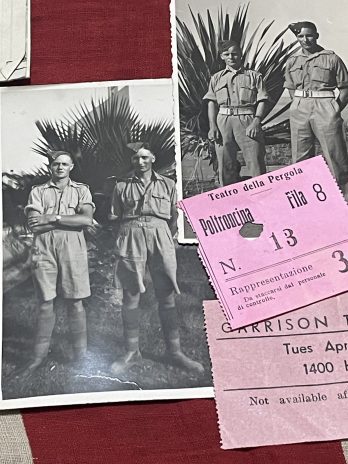 Teatro della Pergola
Poltroncina Fila 8
N. 13
Rappresentazione 3
Da staccarsi dal personale
di controllo.
GARRISON T
Tues Apr
1400 H
Not available af